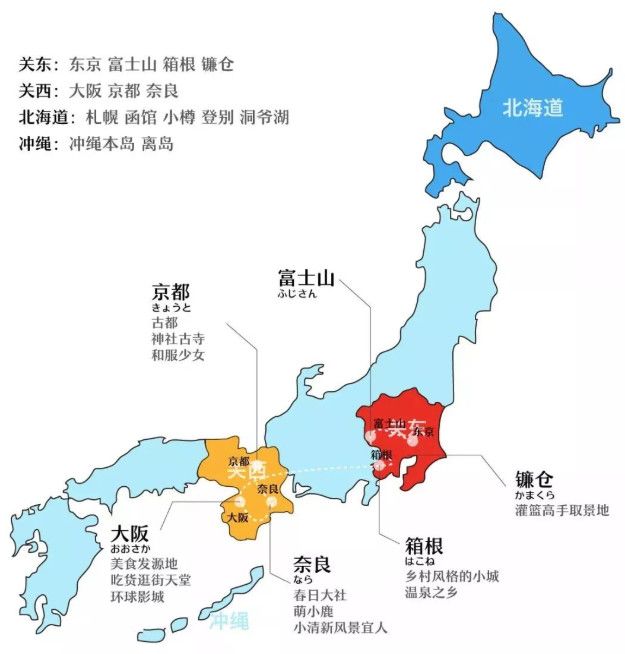 关东：东京 富士山 箱根 镰仓
关西：大阪 京都 奈良
北海道：札幌 函馆 小樽 登别 洞爷湖
冲绳：冲绳本岛 离岛
北海道
富士山
ふじさん
京都
きょうと
古都
神社古寺
和服少女
关东
富士山
东京
箱根
关西
京都
奈良
大阪
镰仓
かまくら
灌篮高手取景地
大阪
おおさか
美食发源地
吃货逛街天堂
环球影城
奈良
なら
春日大社
萌小鹿
小清新风景宜人
箱根
はこね
乡村风格的小城
温泉之乡
冲绳